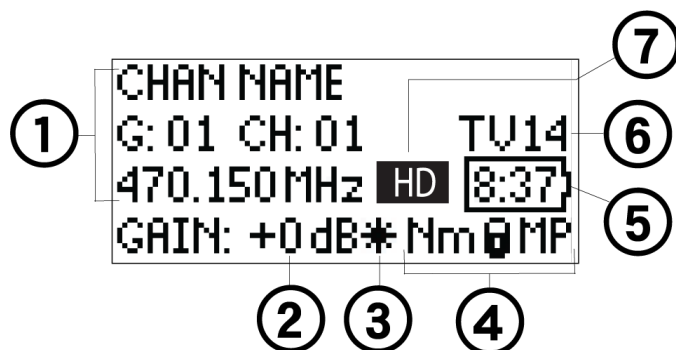 7
CHAN NAME
1
G: 01 CH: 01 TV14
6
470.150 MHz HD 8:37
5
GAIN: +0 dB* Nm MP
2 3 4